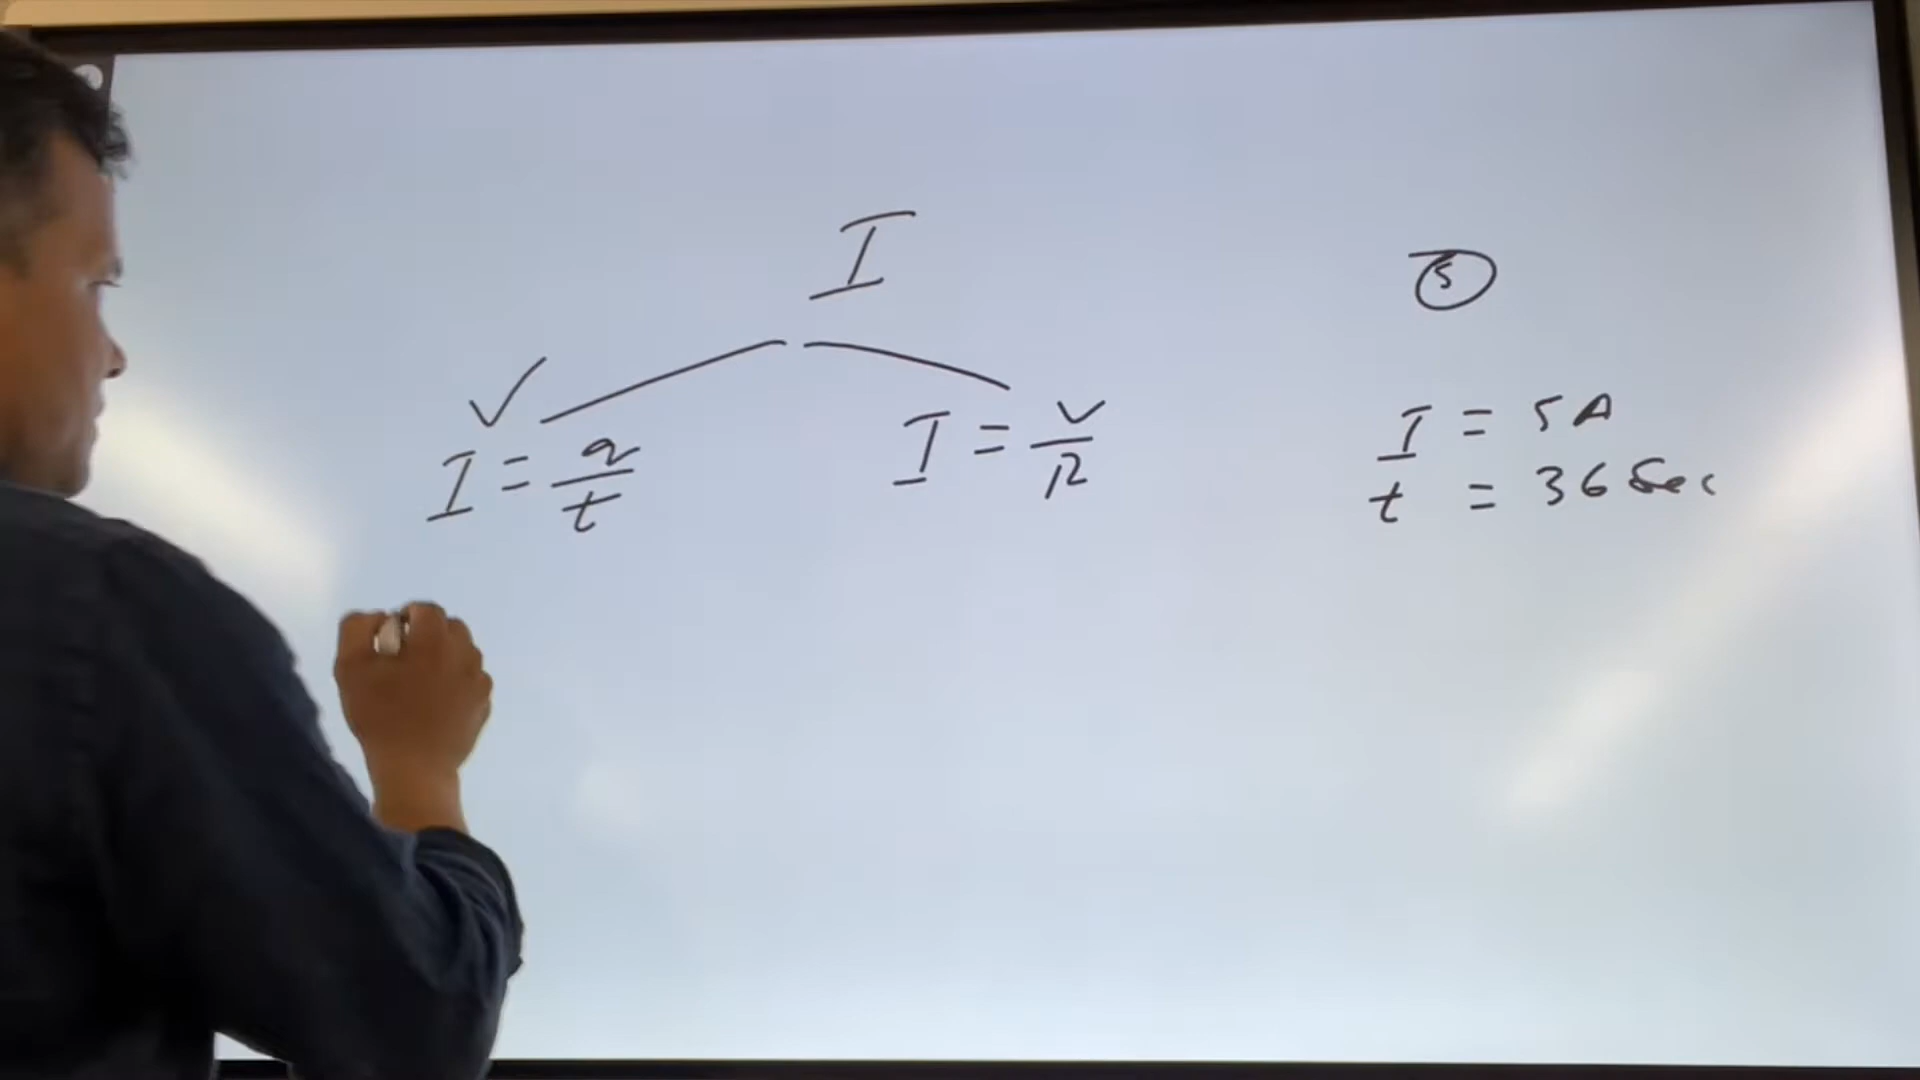 I
5
I = q/t
I = V/R
I = 5A
t = 36 Sec